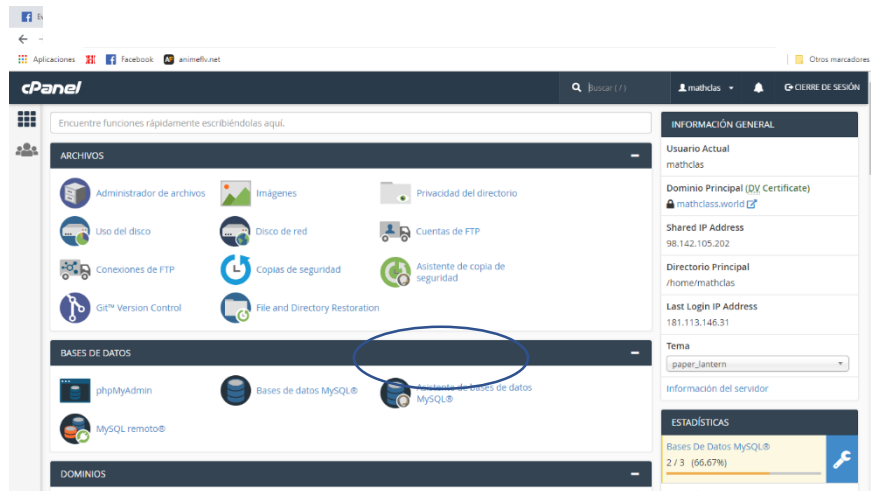 Aplicaciones
facebook
animeflv.net
Otros marcadores
cPanel
Buscar ( / )
mathclas
CIERRE DE SESIÓN
Encuentre funciones rápidamente escribiéndolas aquí.
ARCHIVOS
Administrador de archivos
Imágenes
Privacidad del directorio
Uso del disco
Disco de red
Cuentas de FTP
Conexiones de FTP
Copias de seguridad
Asistente de copia de
seguridad
Git™ Version Control
File and Directory Restoration
BASES DE DATOS
phpMyAdmin
Bases de datos MySQL®
Asistente de bases de datos
MySQL®
MySQL remoto®
DOMINIOS
INFORMACIÓN GENERAL
Usuario Actual
mathclas
Dominio Principal (DV Certificate)
mathclass.world
Shared IP Address
98.142.105.202
Directorio Principal
/home/mathclas
Last Login IP Address
181.113.146.31
Tema
paper_lantern
Información del servidor
ESTADÍSTICAS
Bases De Datos MySQL®
2 / 3 (66.67%)